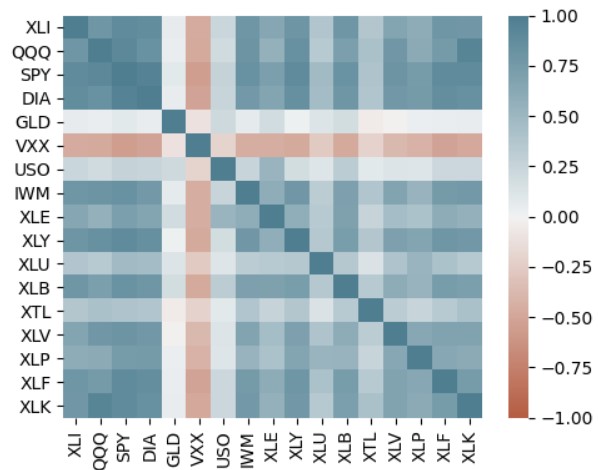 XLI
QQQ
SPY
DIA
GLD
VXX
USO
IWM
XLE
XLY
XLU
XLB
XTL
XLV
XLP
XLF
XLK
XLI QQQ SPY DIA GLD VXX USO IWM XLE XLY XLU XLB XTL XLV XLP XLF XLK
1.00
0.75
0.50
0.25
0.00
−0.25
−0.50
−0.75
−1.00